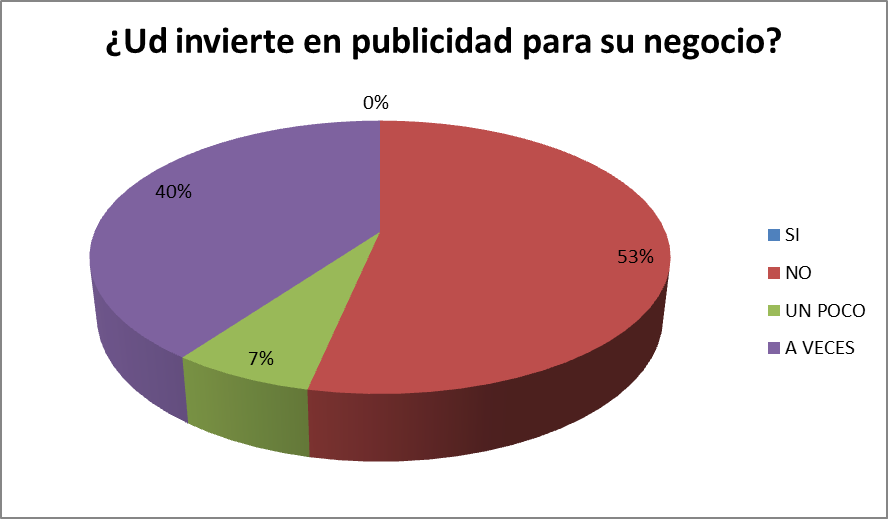 ¿Ud invierte en publicidad para su negocio?
0%
40%
53%
7%
SI
NO
UN POCO
A VECES